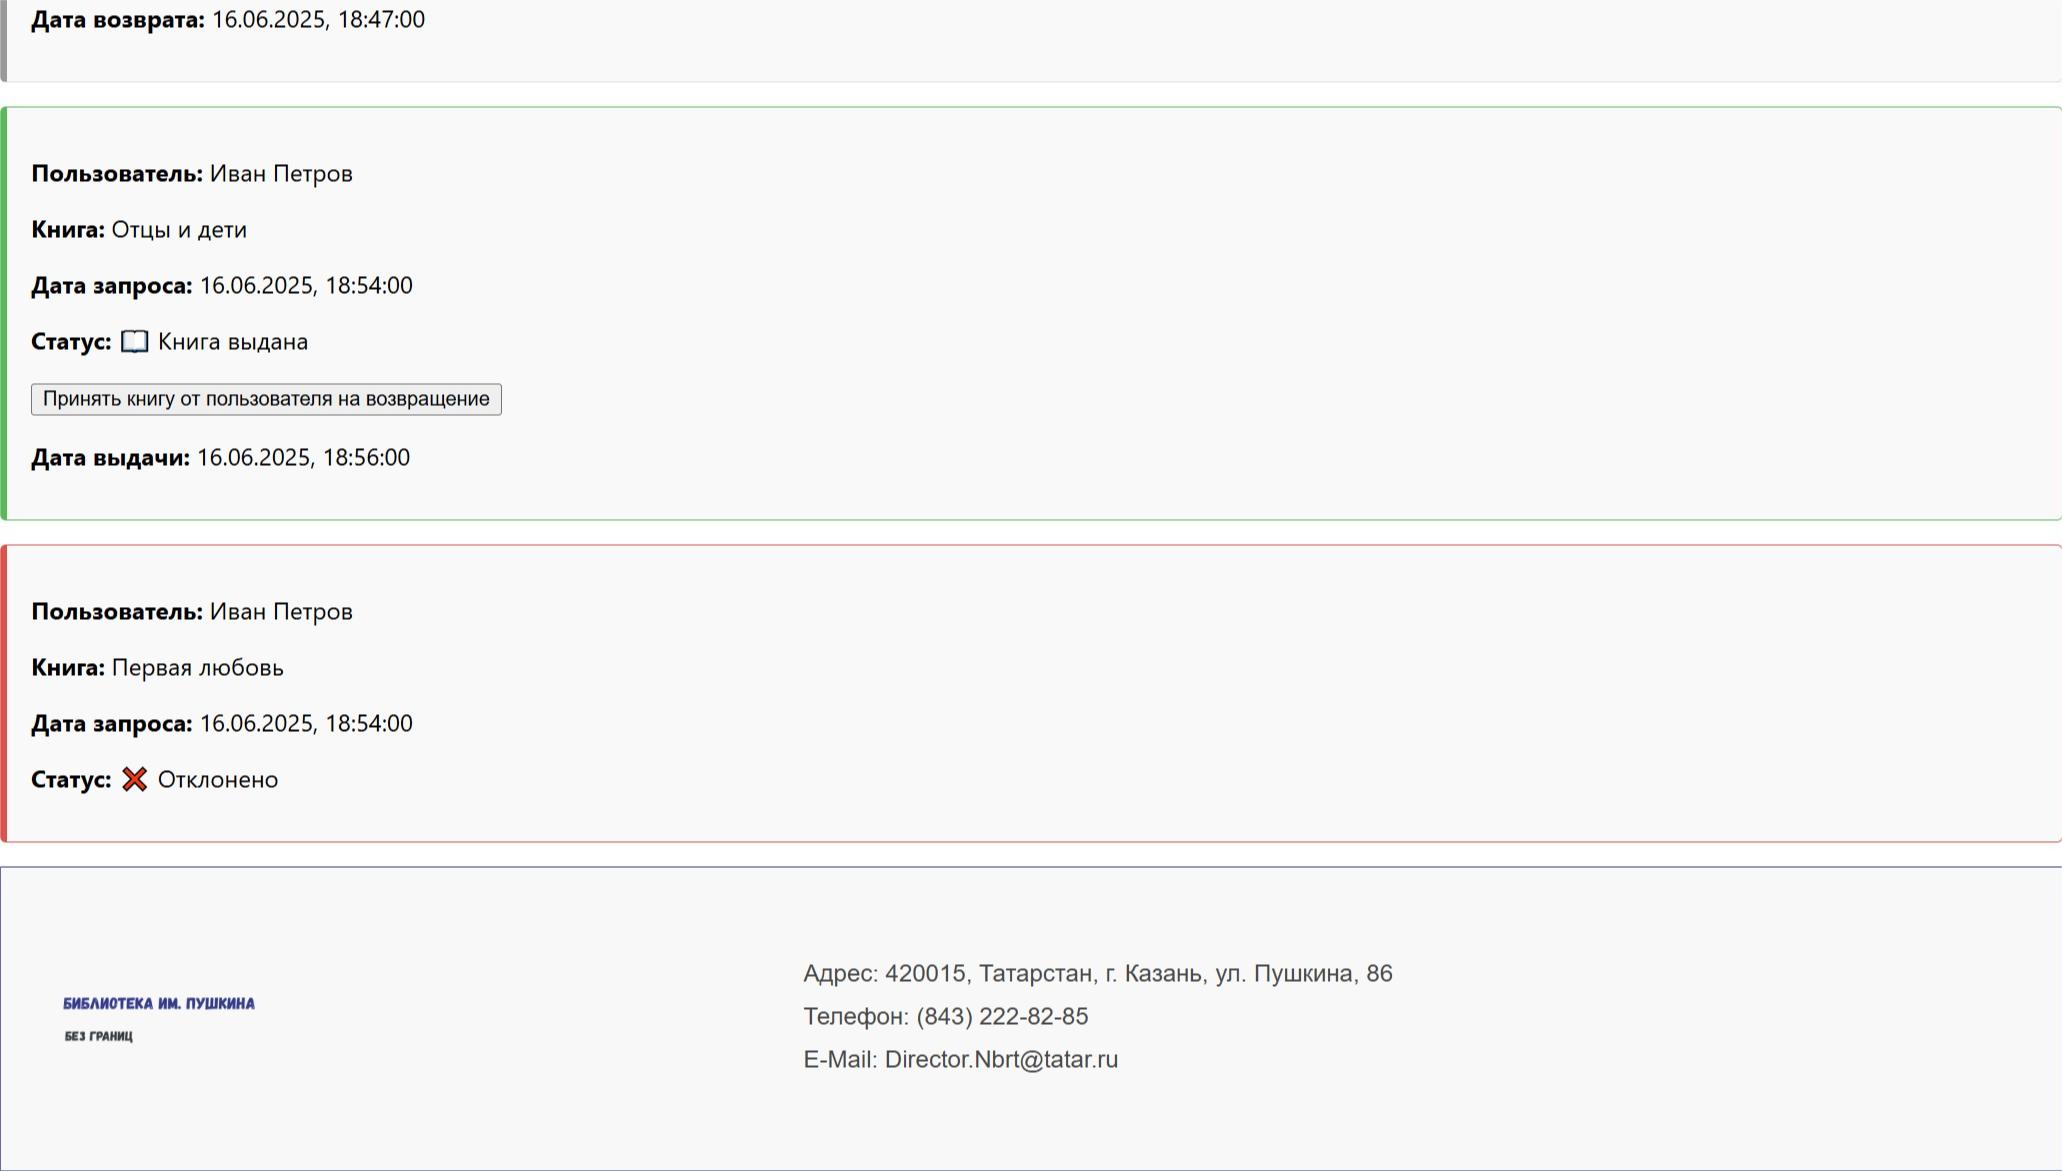 Дата возврата: 16.06.2025, 18:47:00
Пользователь: Иван Петров
Книга: Отцы и дети
Дата запроса: 16.06.2025, 18:54:00
Статус: 📖 Книга выдана
Принять книгу от пользователя на возвращение
Дата выдачи: 16.06.2025, 18:56:00
Пользователь: Иван Петров
Книга: Первая любовь
Дата запроса: 16.06.2025, 18:54:00
Статус: ❌ Отклонено
БИБЛИОТЕКА ИМ. ПУШКИНА
БЕЗ ГРАНИЦ
Адрес: 420015, Татарстан, г. Казань, ул. Пушкина, 86
Телефон: (843) 222-82-85
E-Mail: Director.Nbrt@tatar.ru